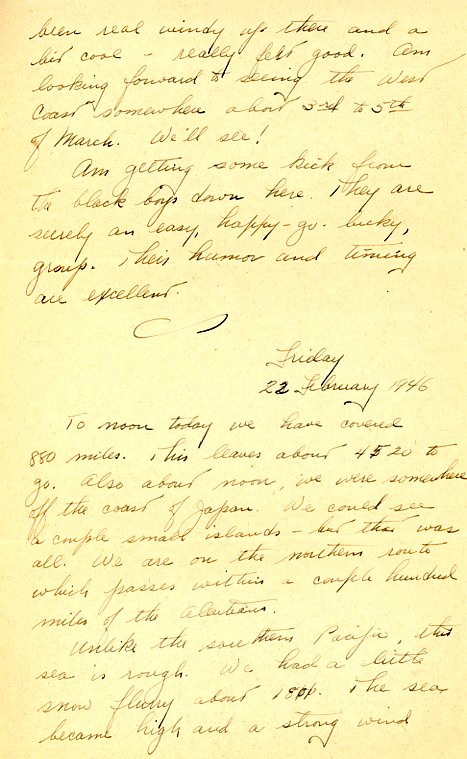 been real windy up there and a
bit cool - really felt good. Am
looking forward to seeing the West
Coast somewhere about 3rd to 5th
of March. We'll see!
Am getting some kick from
the black boys down here. They are
surely an easy, happy-go-lucky,
group. Their humor and timing
are excellent.
Friday
22 February 1946
To noon today we have covered
880 miles. This leaves about 4520 to
go. Also about noon, we were somewhere
off the coast of Japan. We could see
a couple small islands - but that was
all. We are on the northern route
which passes within a couple hundred
miles of the Aleutians.
Unlike the southern Pacific, this
sea is rough. We had a little
snow flurry about 1800. The sea
became high and a strong wind